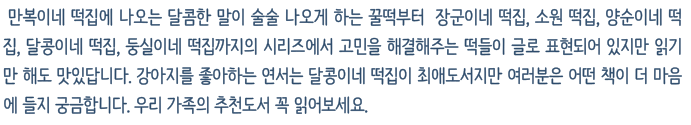 만복이네 떡집에 나오는 달콤한 말이 술술 나오게 하는 꿀떡부터 장군이네 떡집, 소원 떡집, 양순이네 떡
집, 달콩이네 떡집, 둥실이네 떡집까지의 시리즈에서 고민을 해결해주는 떡들이 글로 표현되어 있지만 읽기
만 해도 맛있답니다. 강아지를 좋아하는 연서는 달콩이네 떡집이 최애도서지만 여러분은 어떤 책이 더 마음
에 들지 궁금합니다. 우리 가족의 추천도서 꼭 읽어보세요.